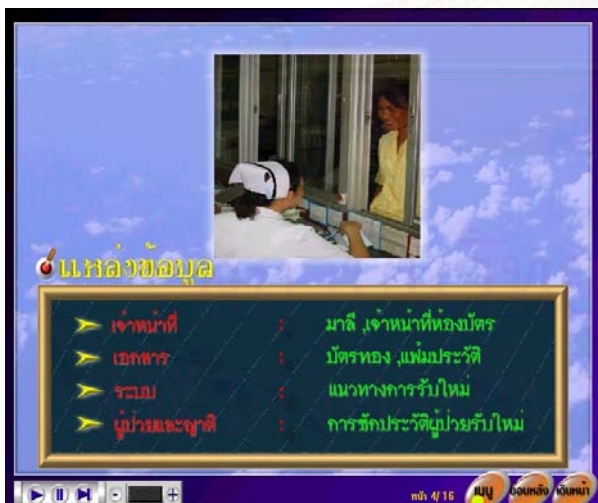 แหล่งข้อมูล
เจ้าหน้าที่ : มาลี ,เจ้าหน้าที่ห้องบัตร
เอกสาร : บัตรทอง ,แฟ้มประวัติ
ระบบ : แนวทางการรับใหม่
ผู้ป่วยและญาติ : การซักประวัติผู้ป่วยรับใหม่
หน้า 4/16 เมนู ย้อนหลัง เดินหน้า